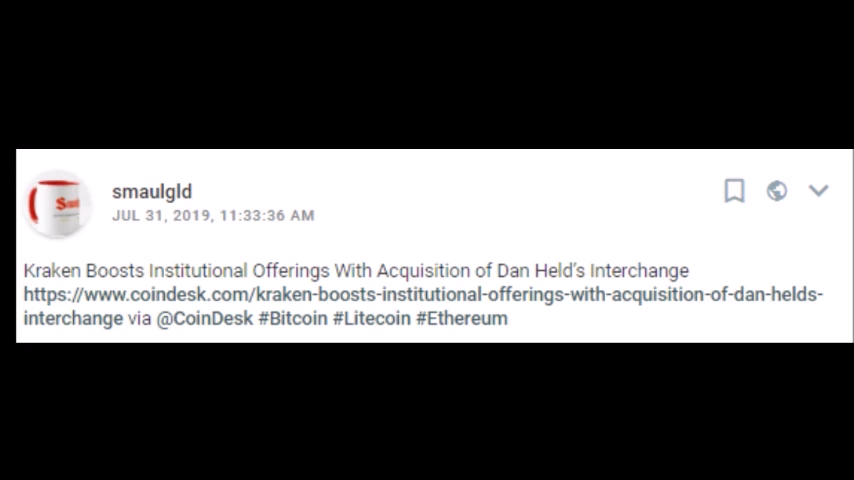 smaulgld
JUL 31, 2019, 11:33:36 AM
Kraken Boosts Institutional Offerings With Acquisition of Dan Held's Interchange
https://www.coindesk.com/kraken-boosts-institutional-offerings-with-acquisition-of-dan-helds-
interchange via @CoinDesk #Bitcoin #Litecoin #Ethereum